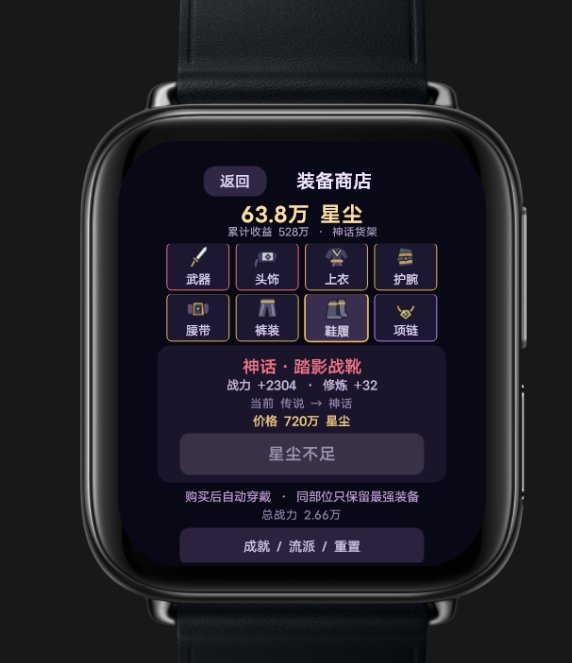 返回 装备商店
63.8万 星尘
累计收益 528万 · 神话货架
武器 头饰 上衣 护腕
腰带 裤装 鞋履 项链
神话 · 踏影战靴
战力 +2304 · 修炼 +32
当前 传说 → 神话
价格 720万 星尘
星尘不足
购买后自动穿戴 · 同部位只保留最强装备
总战力 2.66万
成就 / 流派 / 重置